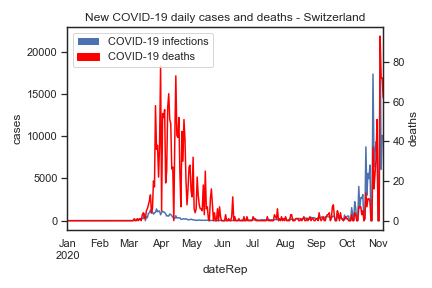 New COVID-19 daily cases and deaths - Switzerland
COVID-19 infections
COVID-19 deaths
20000
15000
10000
5000
0
cases
80
60
40
20
0
deaths
Jan Feb Mar Apr May Jun Jul Aug Sep Oct Nov
2020
dateRep